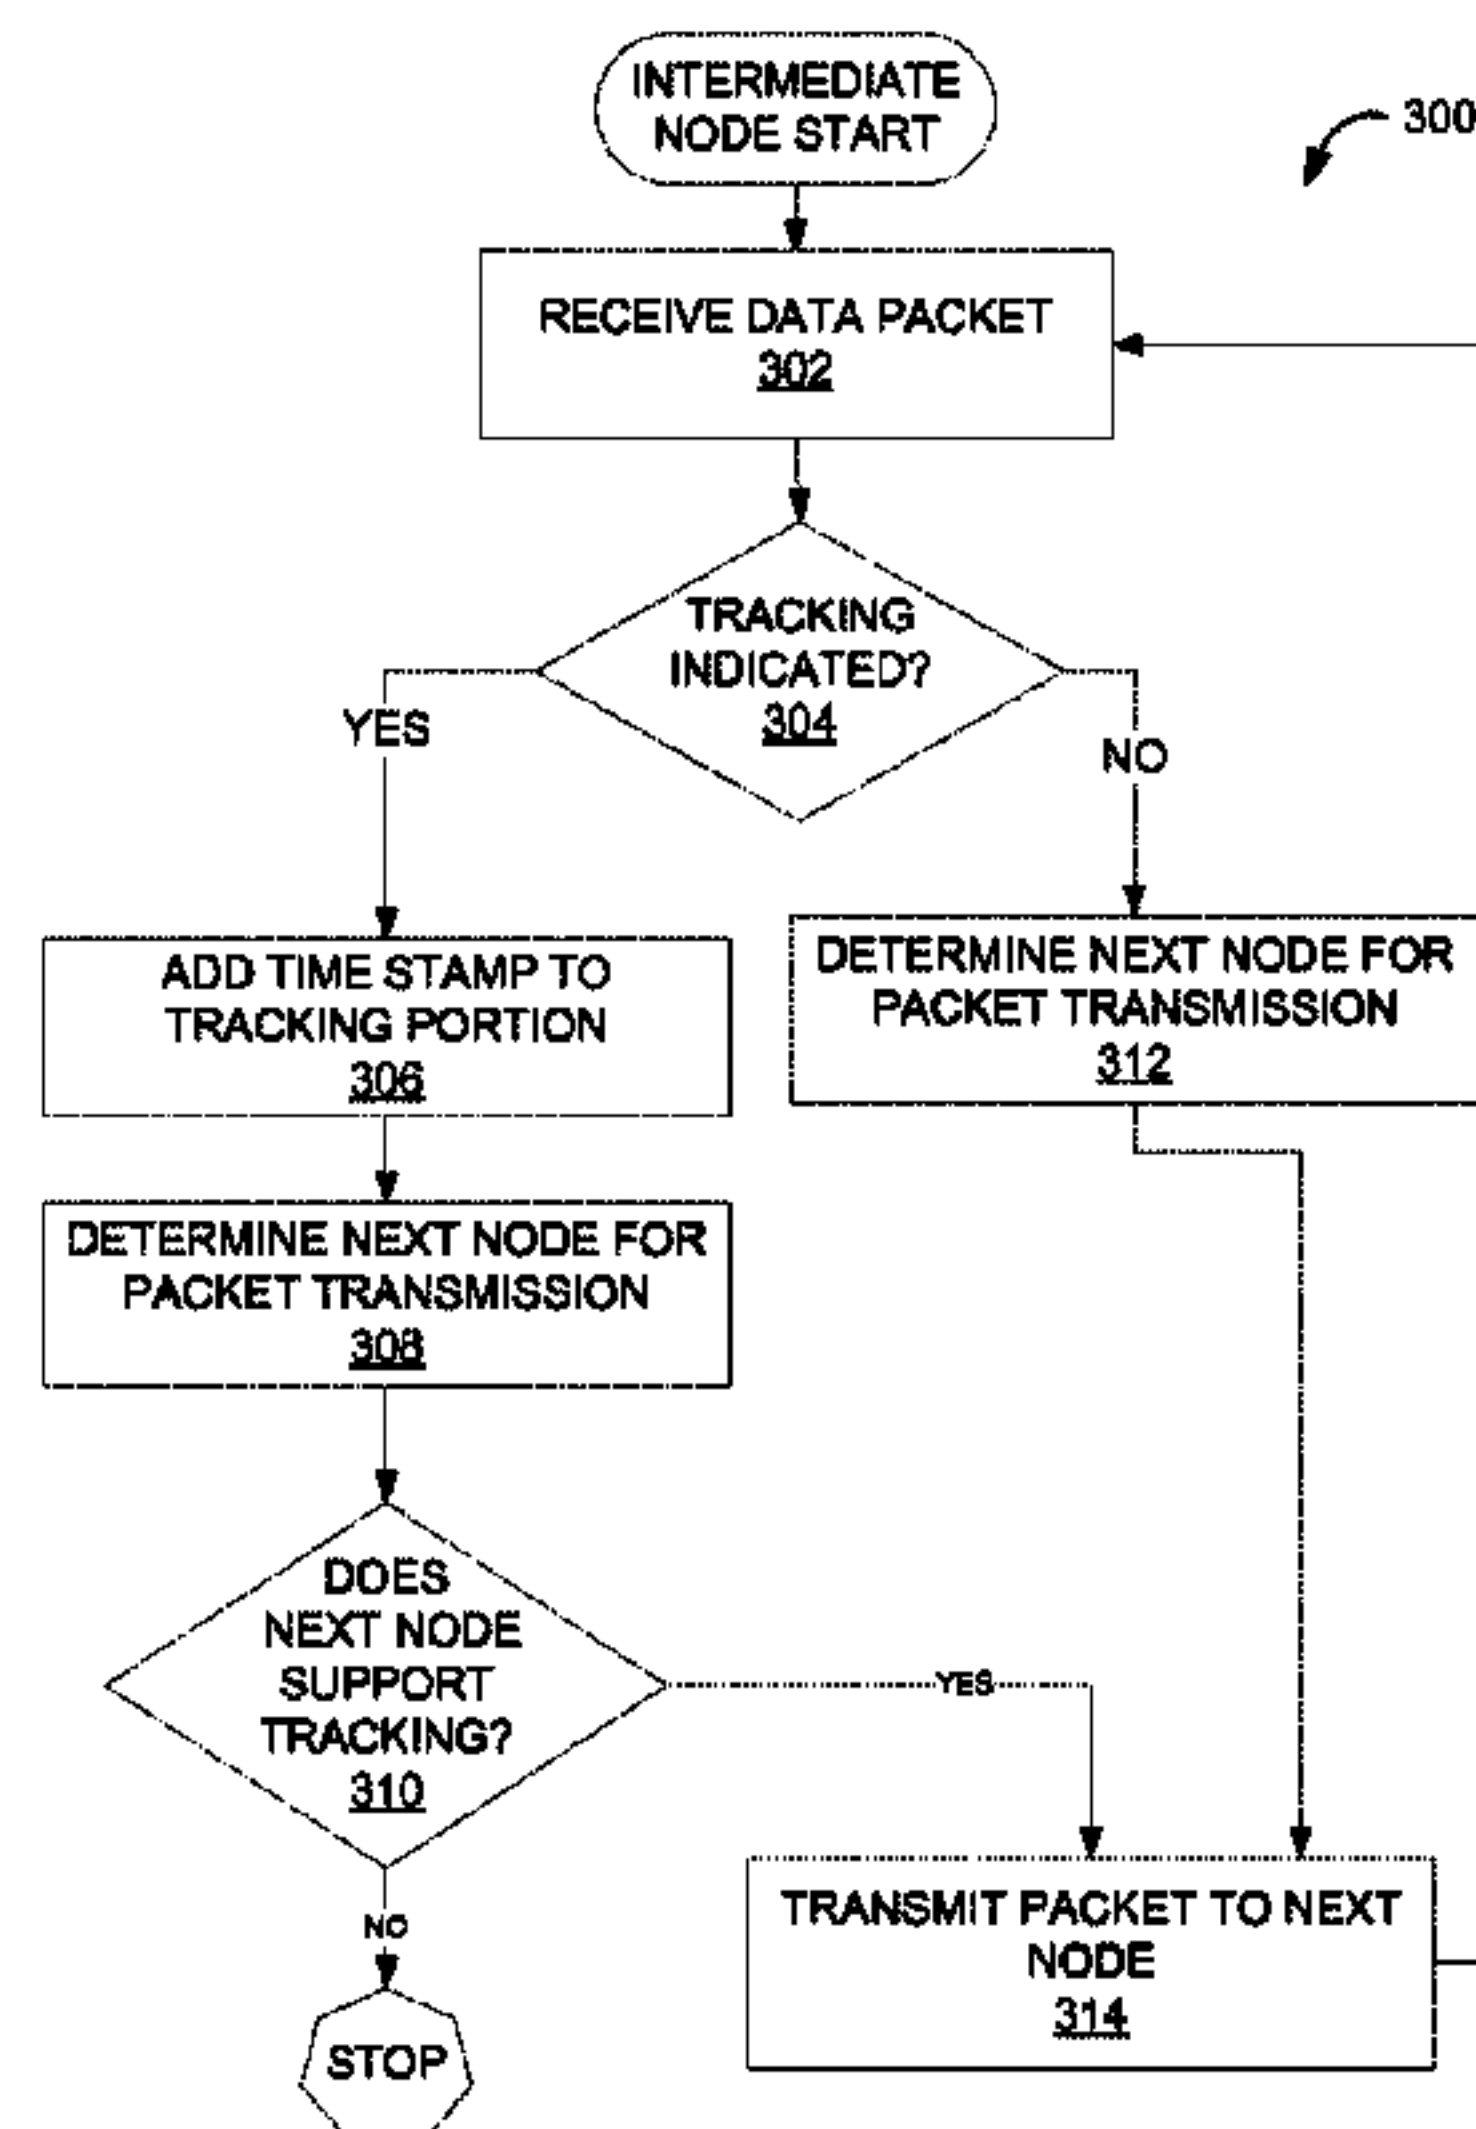 INTERMEDIATE
NODE START
300
RECEIVE DATA PACKET
302
TRACKING
INDICATED?
304
YES
NO
ADD TIME STAMP TO
TRACKING PORTION
306
DETERMINE NEXT NODE FOR
PACKET TRANSMISSION
312
DETERMINE NEXT NODE FOR
PACKET TRANSMISSION
308
DOES
NEXT NODE
SUPPORT
TRACKING?
310
YES
NO
TRANSMIT PACKET TO NEXT
NODE
314
STOP